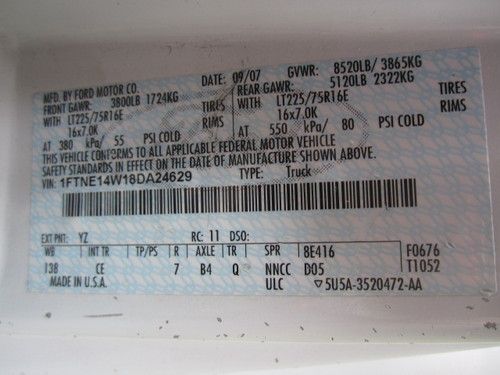 MFD. BY FORD MOTOR CO.
DATE: 09/07 GVWR: 8520LB/ 3865KG
FRONT GAWR: 3800LB 1724KG
REAR GAWR: 5120LB 2322KG
WITH LT225/75R16E TIRES
WITH LT225/75R16E TIRES
16x7.0K RIMS
16x7.0K RIMS
AT 380 kPa/ 55 PSI COLD
AT 550 kPa/ 80 PSI COLD
THIS VEHICLE CONFORMS TO ALL APPLICABLE FEDERAL MOTOR VEHICLE
SAFETY STANDARDS IN EFFECT ON THE DATE OF MANUFACTURE SHOWN ABOVE.
VIN: 1FTNE14W18DA24629 TYPE: Truck
EXT PNT: YZ RC: 11 DSO:
WB INT TR TP/PS R AXLE TR SPR 8E416 F0676
138 CE 7 B4 Q NNCC D05 T1052
MADE IN U.S.A. ULC ▽5U5A-3520472-AA